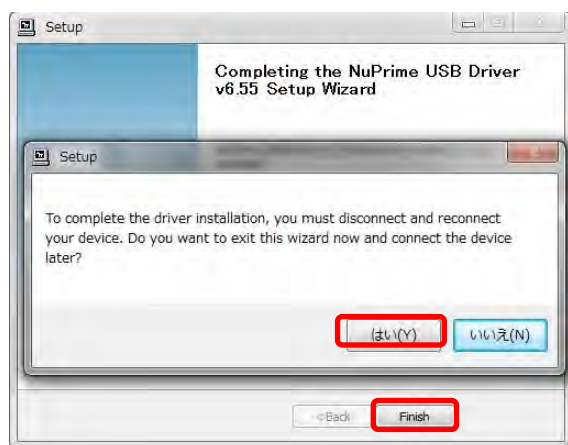 Setup
Completing the NuPrime USB Driver
v6.55 Setup Wizard
Setup
To complete the driver installation, you must disconnect and reconnect
your device. Do you want to exit this wizard now and connect the device
later?
はい(Y) いいえ(N)
<Back Finish